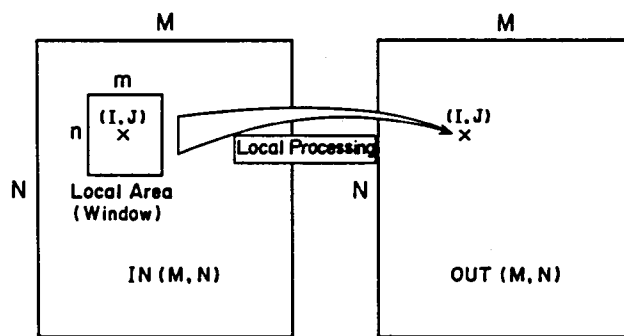 M
M
m
(I,J)
(I,J)
n
Local Processing
N
Local Area
(Window)
N
IN (M, N)
OUT (M, N)